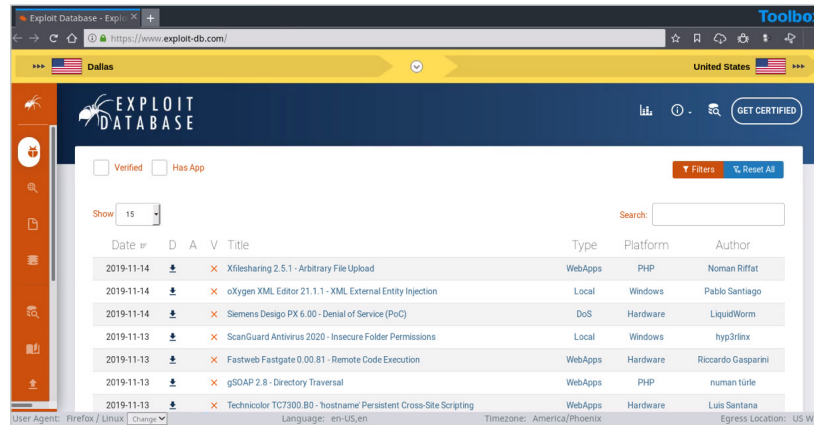 Exploit Database - Explo
Toolbo
https://www.exploit-db.com/
Dallas
United States
EXPLOIT
DATABASE
GET CERTIFIED
Verified Has App
Filters Reset All
Show 15 Search:
Date D A V Title Type Platform Author
2019-11-14 Xfilesharing 2.5.1 - Arbitrary File Upload WebApps PHP Noman Riffat
2019-11-14 oXygen XML Editor 21.1.1 - XML External Entity Injection Local Windows Pablo Santiago
2019-11-14 Siemens Desigo PX 6.00 - Denial of Service (PoC) DoS Hardware LiquidWorm
2019-11-13 ScanGuard Antivirus 2020 - Insecure Folder Permissions Local Windows hyp3rlinx
2019-11-13 Fastweb Fastgate 0.00.81 - Remote Code Execution WebApps Hardware Riccardo Gasparini
2019-11-13 gSOAP 2.8 - Directory Traversal WebApps PHP numan türle
2019-11-13 Technicolor TC7300.B0 - 'hostname' Persistent Cross-Site Scripting WebApps Hardware Luis Santana
User Agent: Firefox / Linux Change Language: en-US,en Timezone: America/Phoenix Egress Location: US W